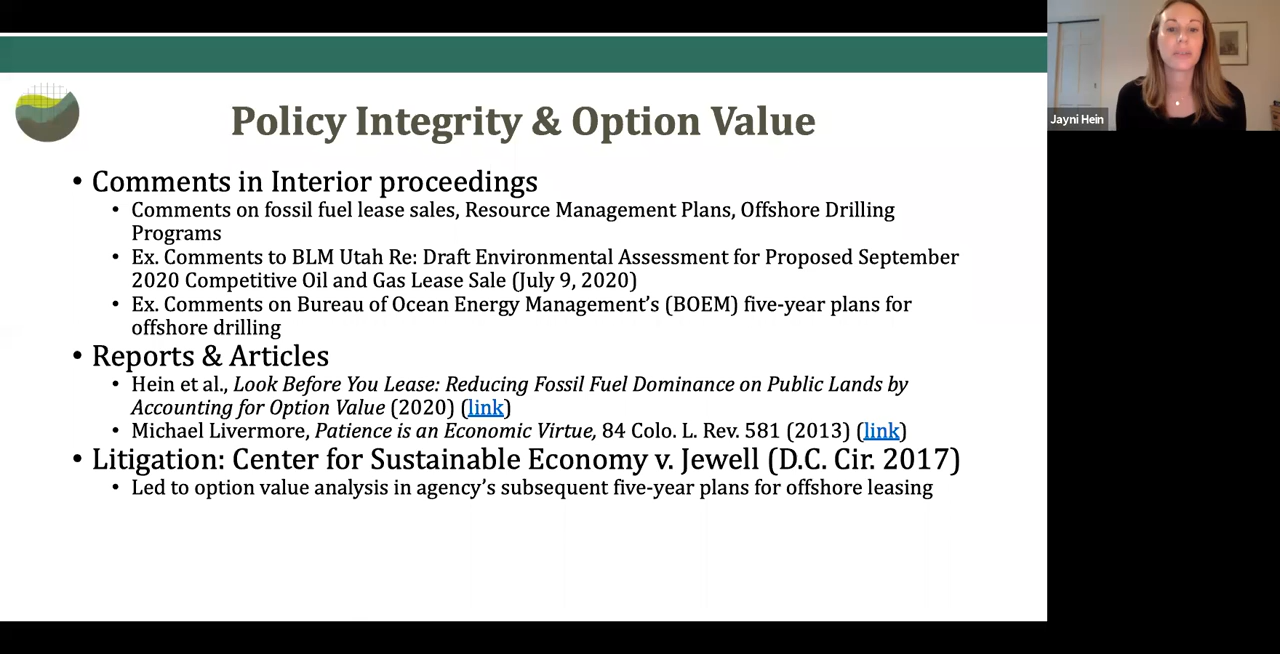 Policy Integrity & Option Value
• Comments in Interior proceedings
• Comments on fossil fuel lease sales, Resource Management Plans, Offshore Drilling
Programs
• Ex. Comments to BLM Utah Re: Draft Environmental Assessment for Proposed September
2020 Competitive Oil and Gas Lease Sale (July 9, 2020)
• Ex. Comments on Bureau of Ocean Energy Management’s (BOEM) five-year plans for
offshore drilling
• Reports & Articles
• Hein et al., Look Before You Lease: Reducing Fossil Fuel Dominance on Public Lands by
Accounting for Option Value (2020) (link)
• Michael Livermore, Patience is an Economic Virtue, 84 Colo. L. Rev. 581 (2013) (link)
• Litigation: Center for Sustainable Economy v. Jewell (D.C. Cir. 2017)
• Led to option value analysis in agency’s subsequent five-year plans for offshore leasing
Jayni Hein